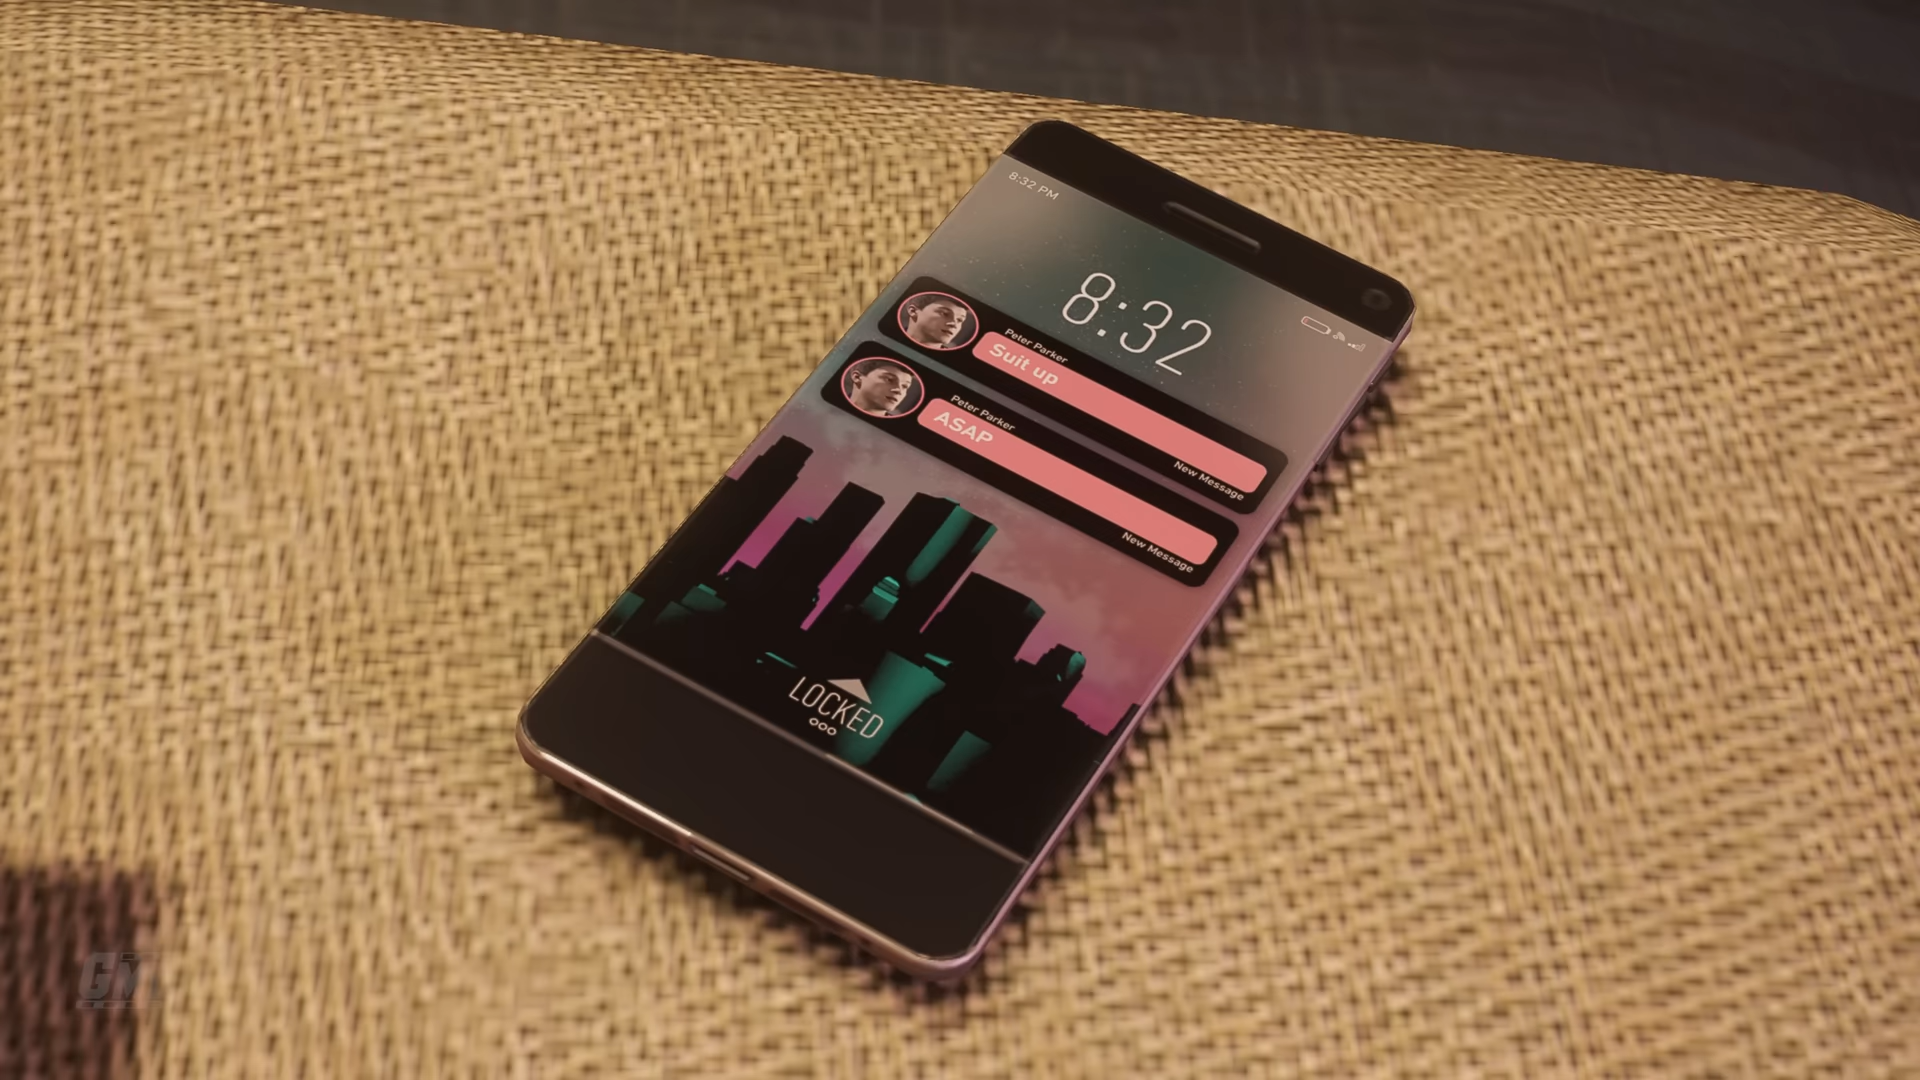 8:32 PM
8:32
Peter Parker
Suit up
New Message
Peter Parker
ASAP
New Message
LOCKED